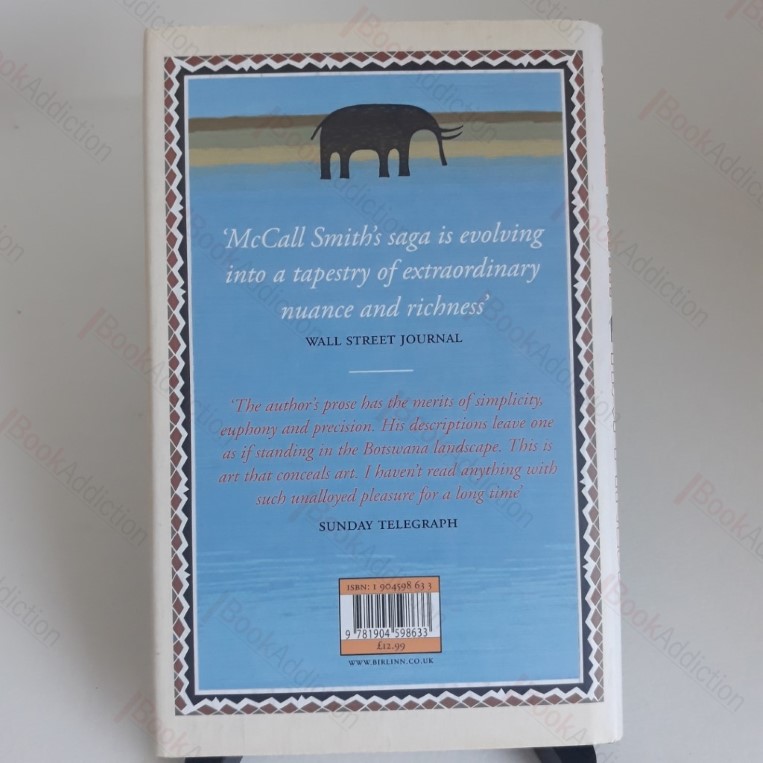 ‘McCall Smith’s saga is evolving
into a tapestry of extraordinary
nuance and richness’
WALL STREET JOURNAL
‘The author’s prose has the merits of simplicity,
euphony and precision. His descriptions leave one
as if standing in the Botswana landscape. This is
art that conceals art. I haven’t read anything with
such unalloyed pleasure for a long time’
SUNDAY TELEGRAPH
ISBN: 1 904598 63 3
9 781904 598633
£12.99
WWW.BIRLINN.CO.UK
BookAddiction